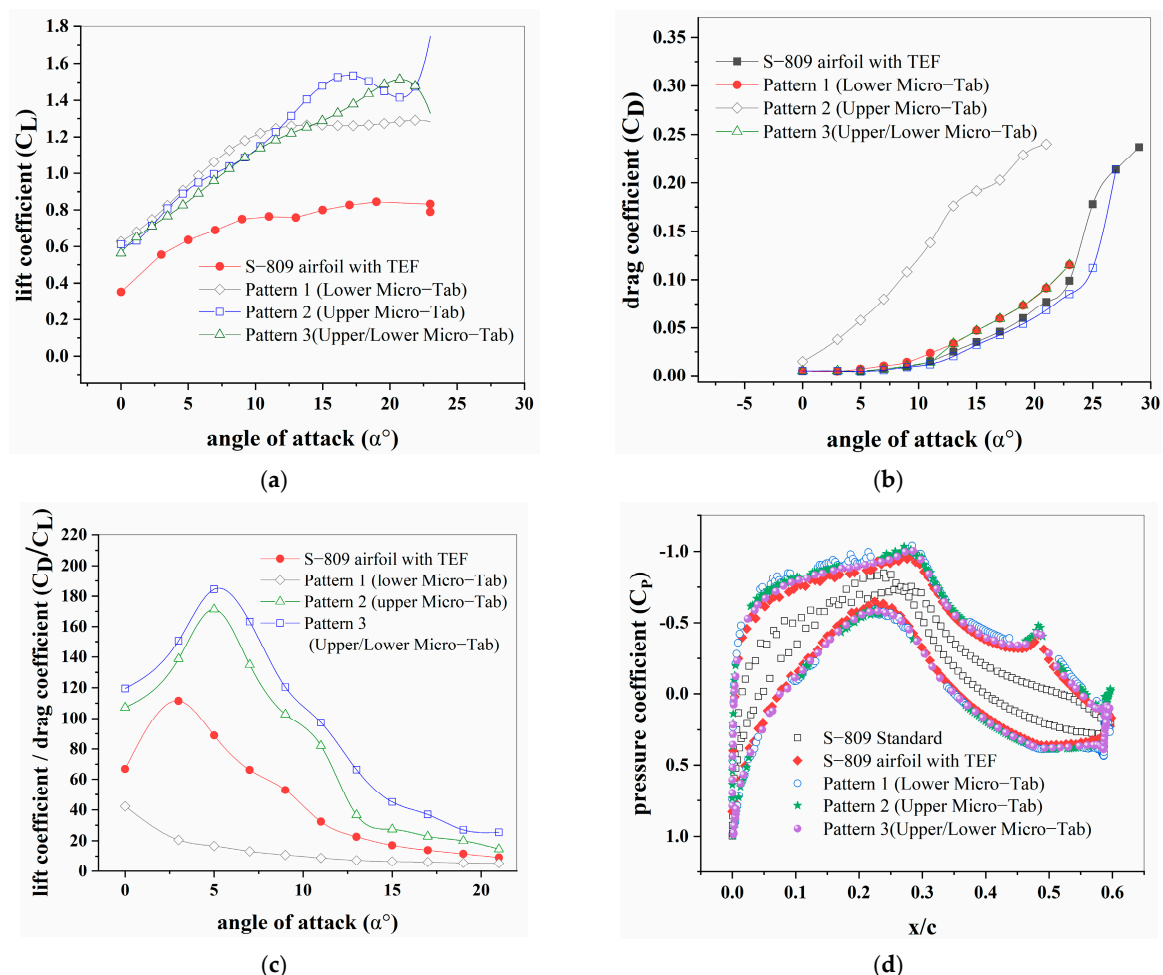 1.8
1.6
1.4
1.2
1.0
0.8
0.6
0.4
0.2
0.0
lift coefficient (CL)
S−809 airfoil with TEF
Pattern 1 (Lower Micro−Tab)
Pattern 2 (Upper Micro−Tab)
Pattern 3(Upper/Lower Micro−Tab)
0 5 10 15 20 25 30
angle of attack (α°)
(a)
0.35
0.30
0.25
0.20
0.15
0.10
0.05
0.00
drag coefficient (CD)
S−809 airfoil with TEF
Pattern 1 (Lower Micro−Tab)
Pattern 2 (Upper Micro−Tab)
Pattern 3(Upper/Lower Micro−Tab)
-5 0 5 10 15 20 25 30
angle of attack (α°)
(b)
220
200
180
160
140
120
100
80
60
40
20
0
lift coefficient / drag coefficient (CD/CL)
S−809 airfoil with TEF
Pattern 1 (lower Micro−Tab)
Pattern 2 (upper Micro−Tab)
Pattern 3
(Upper/Lower Micro−Tab)
0 5 10 15 20
angle of attack (α°)
(c)
-1.0
-0.5
0.0
0.5
1.0
pressure coefficient (CP)
S−809 Standard
S−809 airfoil with TEF
Pattern 1 (Lower Micro−Tab)
Pattern 2 (Upper Micro−Tab)
Pattern 3(Upper/Lower Micro−Tab)
0.0 0.1 0.2 0.3 0.4 0.5 0.6
x/c
(d)